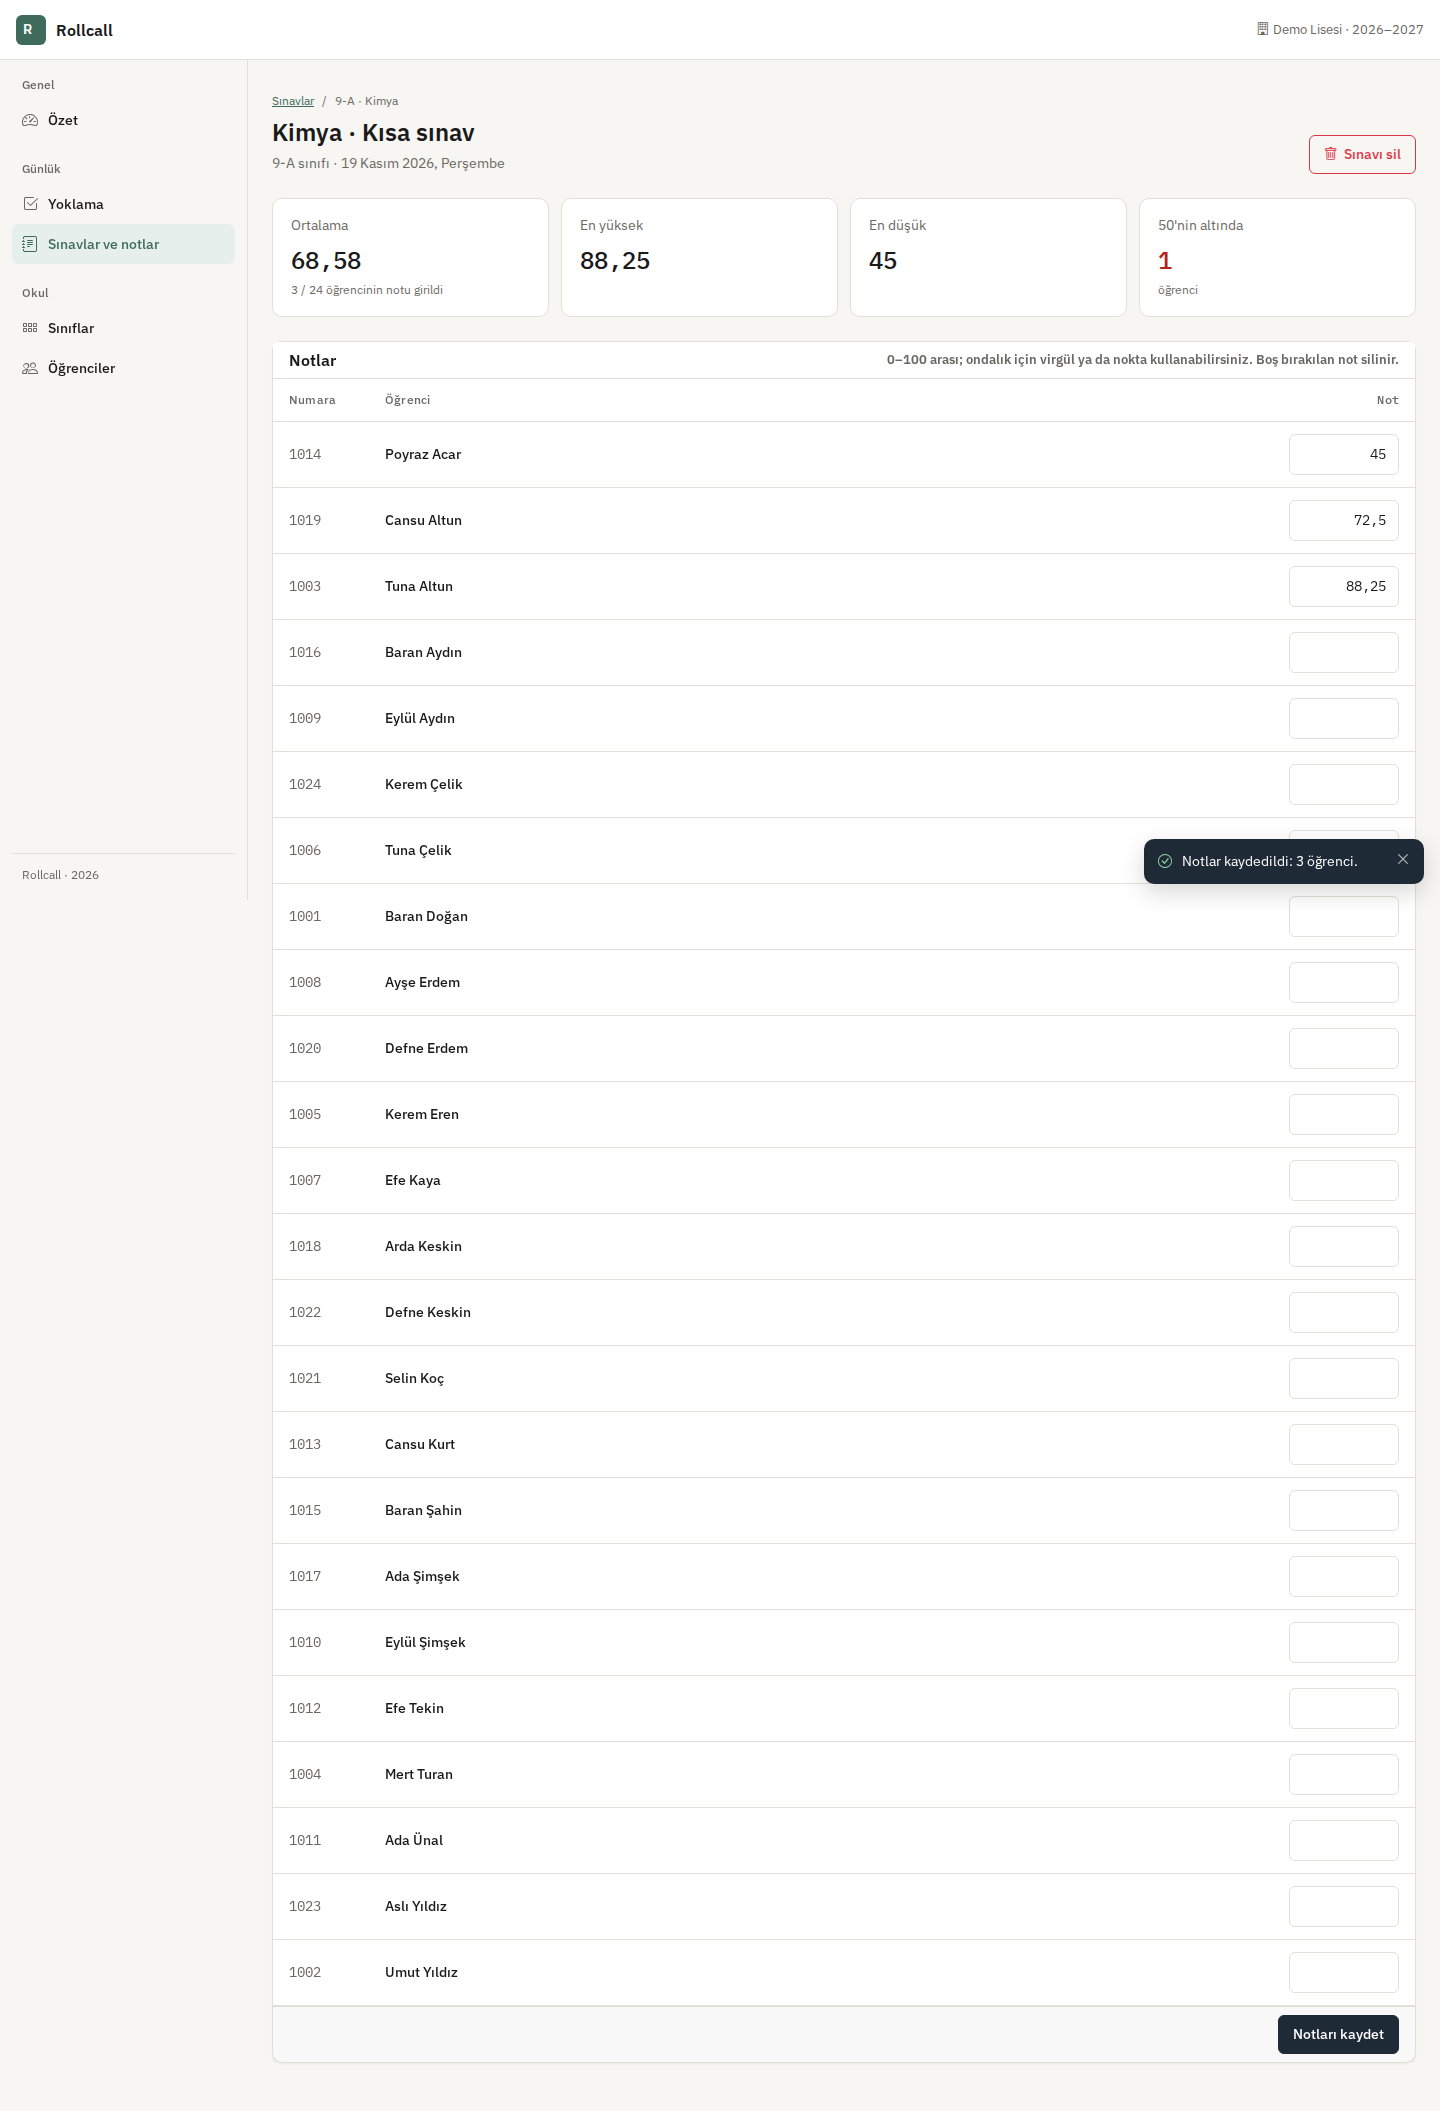 R Rollcall
Demo Lisesi · 2026–2027
Genel
Özet
Günlük
Yoklama
Sınavlar ve notlar
Okul
Sınıflar
Öğrenciler
Rollcall · 2026
Sınavlar / 9-A · Kimya
Kimya · Kısa sınav
9-A sınıfı · 19 Kasım 2026, Perşembe
Sınavı sil
Ortalama
68,58
3 / 24 öğrencinin notu girildi
En yüksek
88,25
En düşük
45
50'nin altında
1
öğrenci
Notlar
0–100 arası; ondalık için virgül ya da nokta kullanabilirsiniz. Boş bırakılan not silinir.
Numara Öğrenci Not
1014 Poyraz Acar 45
1019 Cansu Altun 72,5
1003 Tuna Altun 88,25
1016 Baran Aydın
1009 Eylül Aydın
1024 Kerem Çelik
1006 Tuna Çelik
Notlar kaydedildi: 3 öğrenci.
1001 Baran Doğan
1008 Ayşe Erdem
1020 Defne Erdem
1005 Kerem Eren
1007 Efe Kaya
1018 Arda Keskin
1022 Defne Keskin
1021 Selin Koç
1013 Cansu Kurt
1015 Baran Şahin
1017 Ada Şimşek
1010 Eylül Şimşek
1012 Efe Tekin
1004 Mert Turan
1011 Ada Ünal
1023 Aslı Yıldız
1002 Umut Yıldız
Notları kaydet